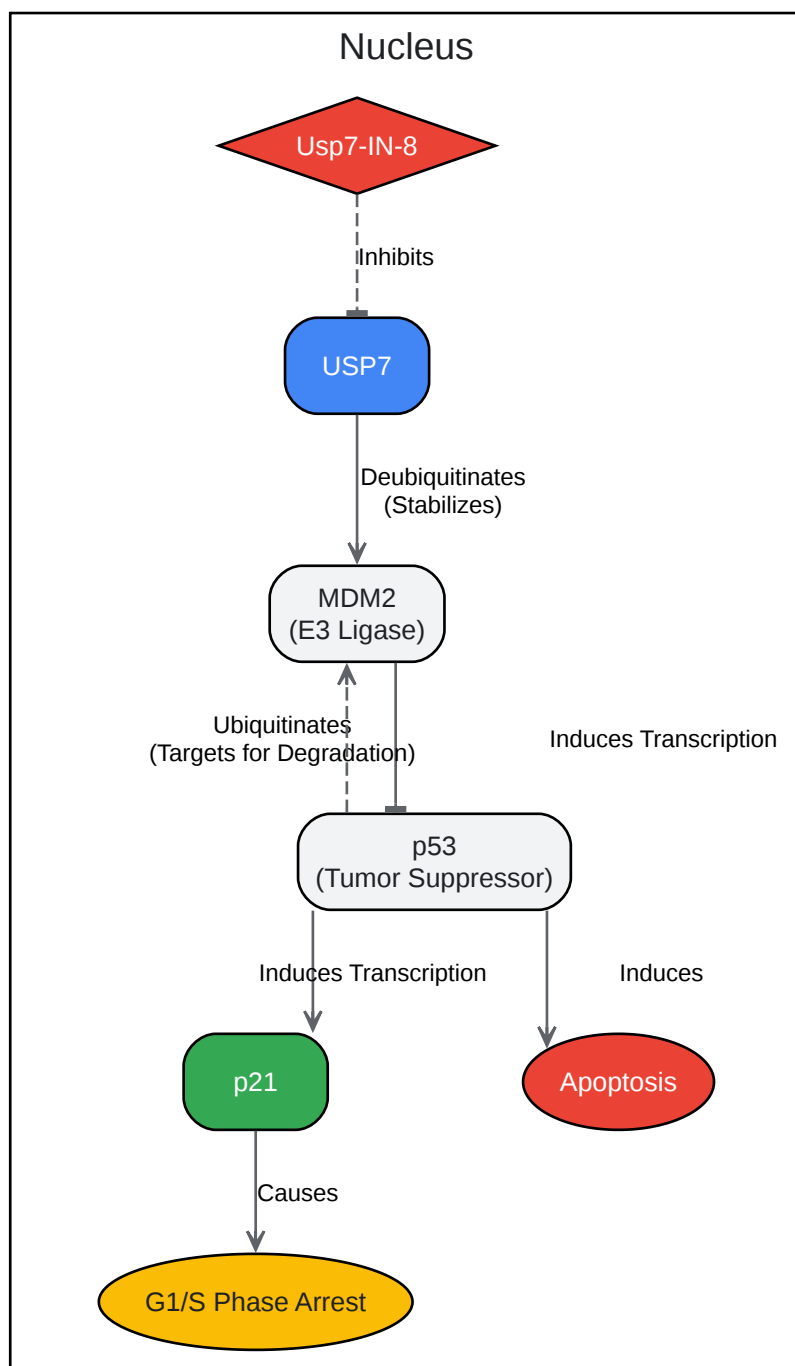 Nucleus
Usp7-IN-8
Inhibits
USP7
Deubiquitinates
(Stabilizes)
MDM2
(E3 Ligase)
Ubiquitinates
(Targets for Degradation)
Induces Transcription
p53
(Tumor Suppressor)
Induces Transcription
Induces
p21
Apoptosis
Causes
G1/S Phase Arrest